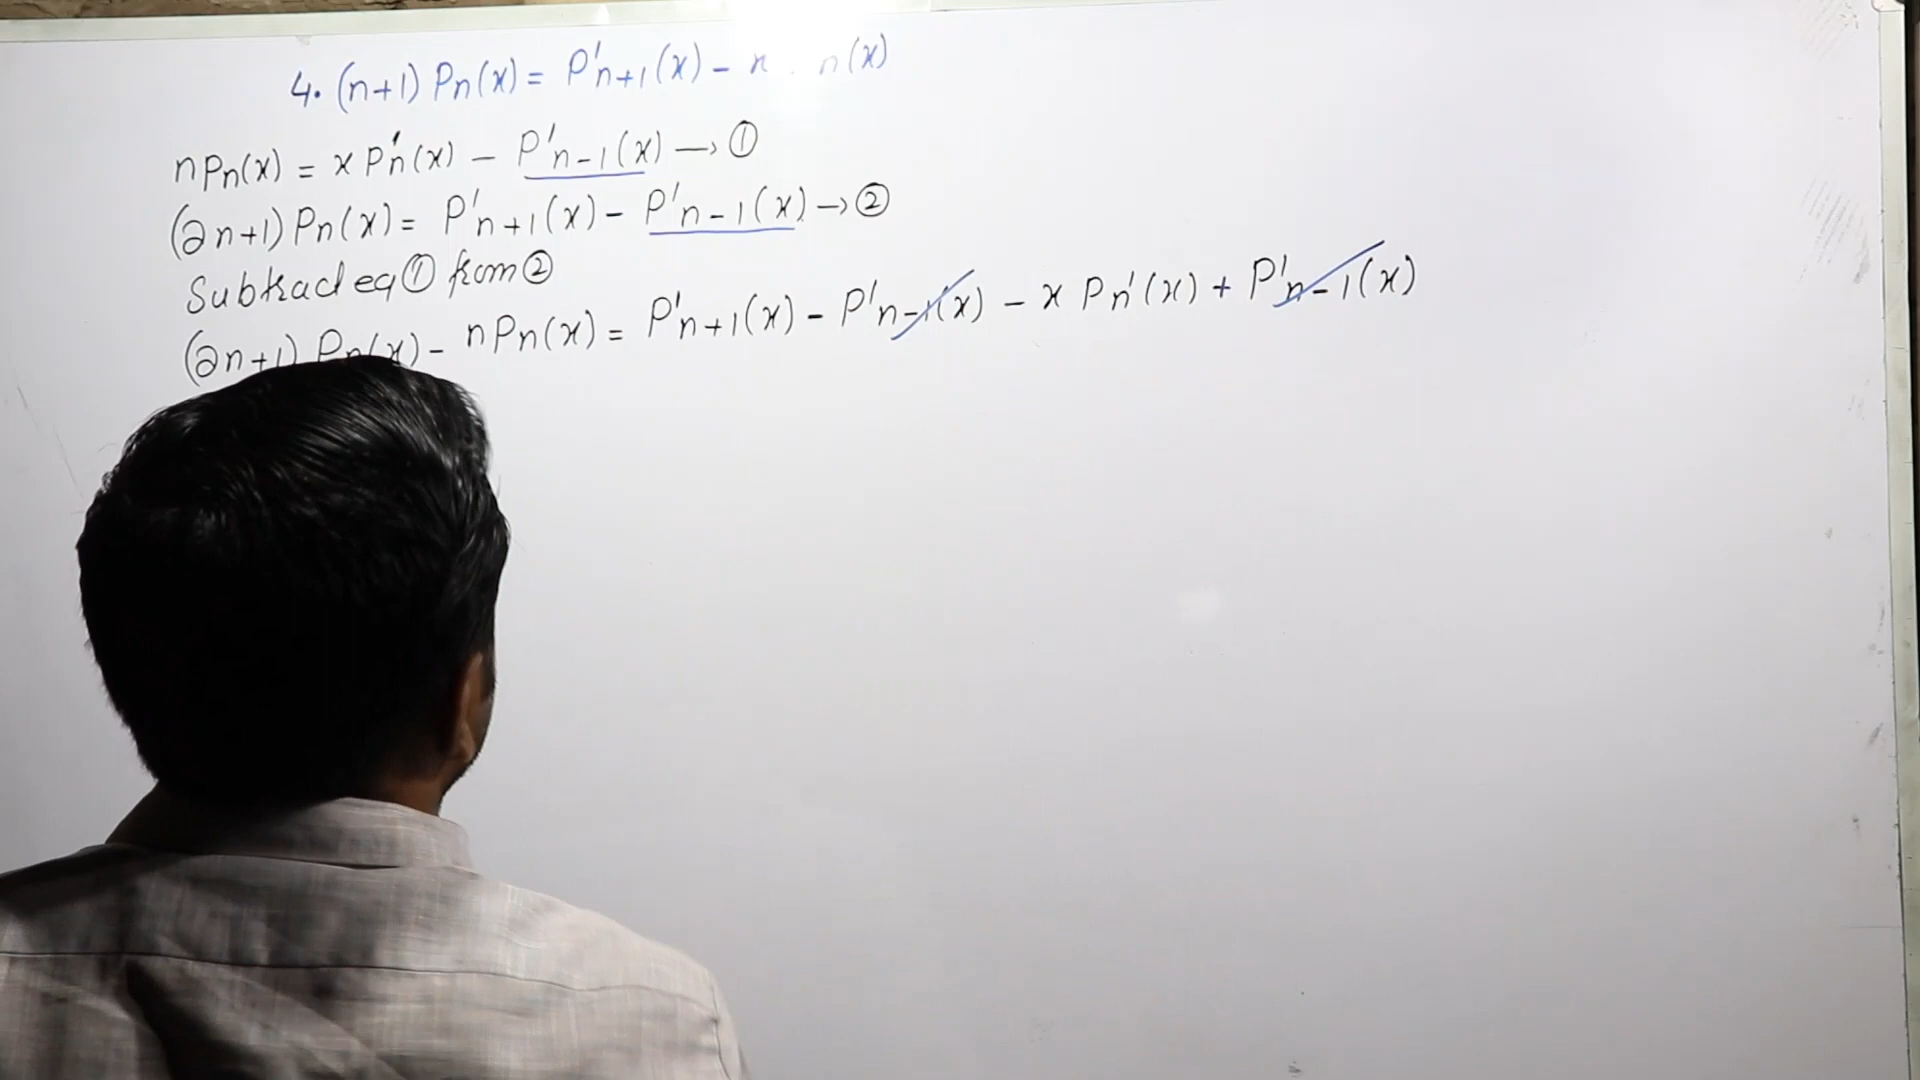 4. (n+1) Pn(x) = P'n+1(x) - x n(x)
nPn(x) = x P'n(x) - P'n-1(x) → ①
(2n+1) Pn(x) = P'n+1(x) - P'n-1(x) → ②
Subtract eq ① from ②
(2n+1) Pn(x) - nPn(x) = P'n+1(x) - P'n-1(x) - x Pn'(x) + P'n-1(x)